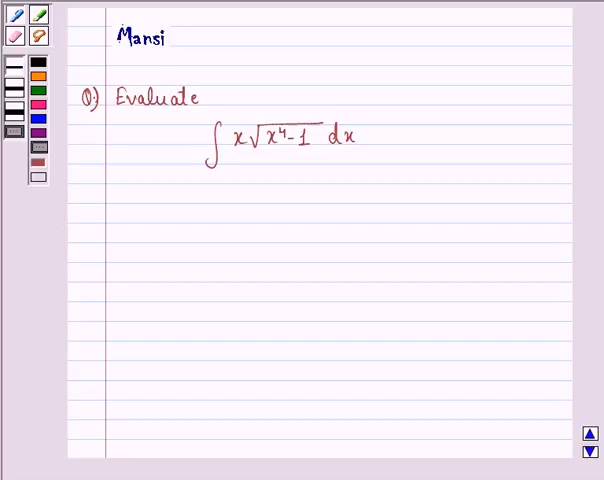 Mansi
Q) Evaluate
∫ x√(x⁴-1) dx